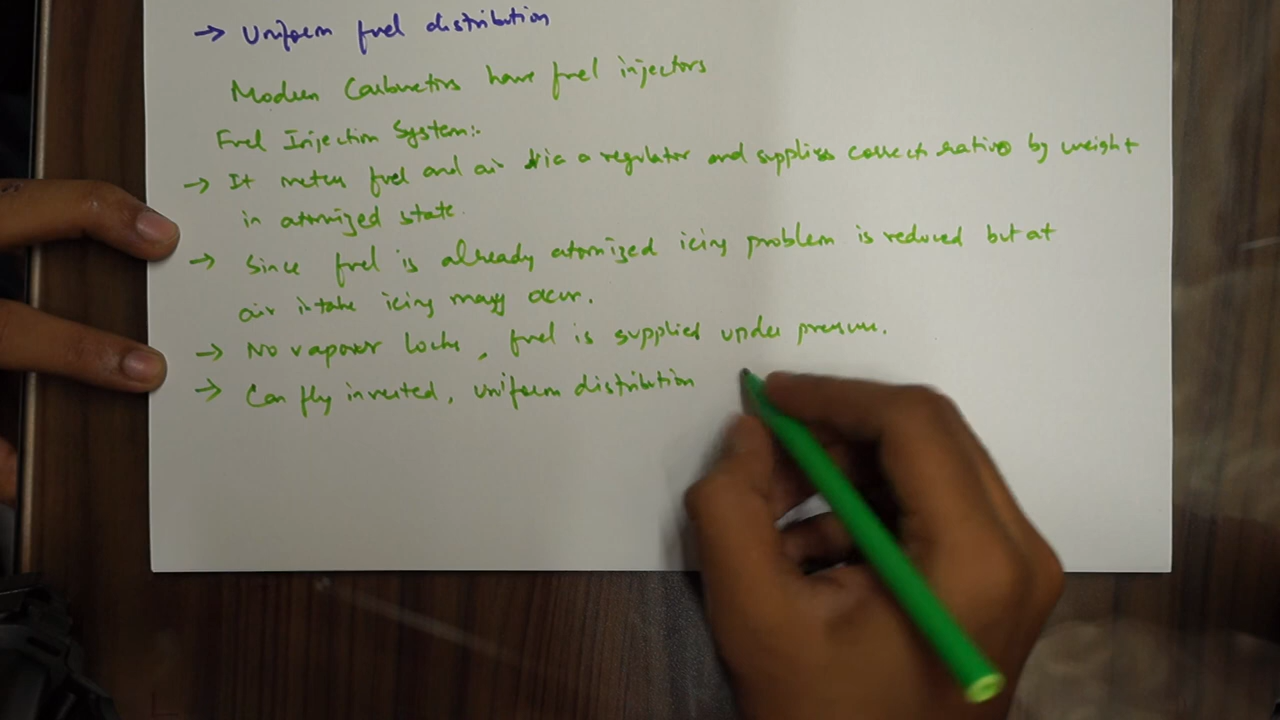 → Uniform fuel distribution
Modern Carburetors have fuel injectors
Fuel Injection System:-
→ It meters fuel and air via a regulator and supplies correct ratio by weight
in atomized state.
→ Since fuel is already atomized icing problem is reduced but at
air intake icing may occur.
→ No vapour locks, fuel is supplied under pressure.
→ Can fly inverted, uniform distribution